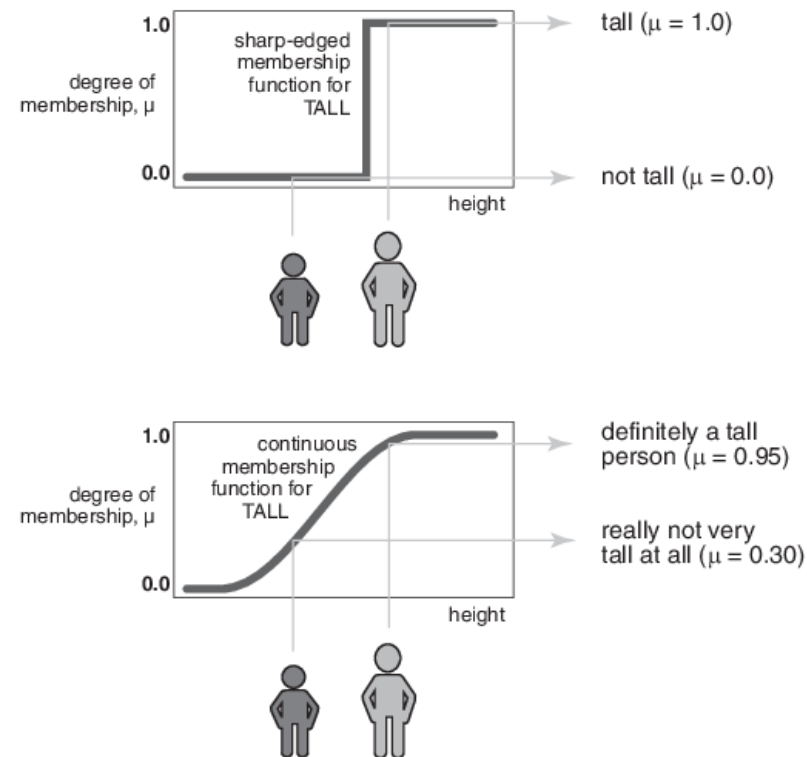 1.0
sharp-edged
membership
function for
TALL
degree of
membership, μ
0.0
height
tall (μ = 1.0)
not tall (μ = 0.0)
1.0
continuous
membership
function for
TALL
degree of
membership, μ
0.0
height
definitely a tall
person (μ = 0.95)
really not very
tall at all (μ = 0.30)